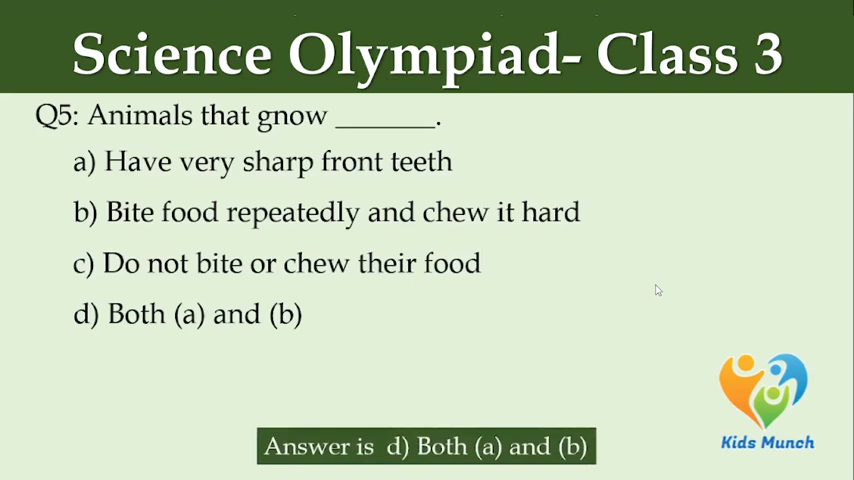 Science Olympiad- Class 3
Q5: Animals that gnow _______.
a) Have very sharp front teeth
b) Bite food repeatedly and chew it hard
c) Do not bite or chew their food
d) Both (a) and (b)
Kids Munch
Answer is d) Both (a) and (b)